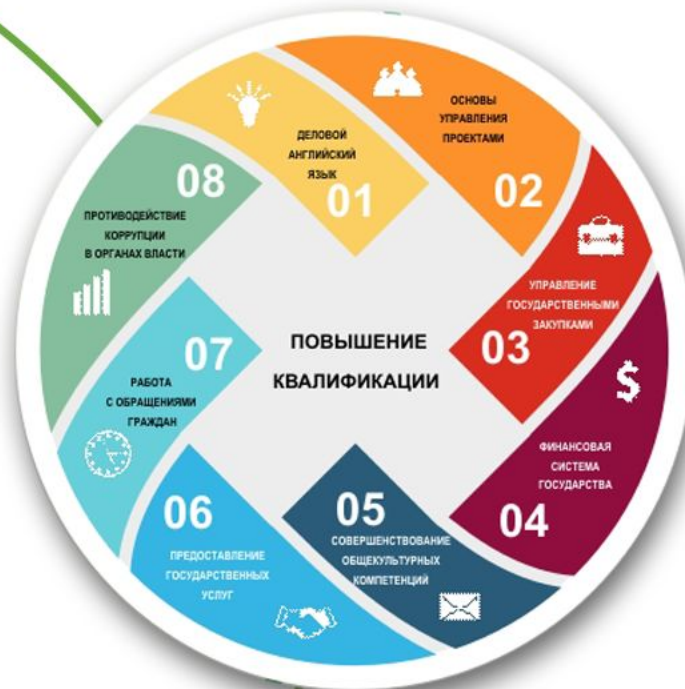 ДЕЛОВОЙ
АНГЛИЙСКИЙ
ЯЗЫК
01
ОСНОВЫ
УПРАВЛЕНИЯ
ПРОЕКТАМИ
02
УПРАВЛЕНИЕ
ГОСУДАРСТВЕННЫМИ
ЗАКУПКАМИ
03
$
ФИНАНСОВАЯ
СИСТЕМА
ГОСУДАРСТВА
04
05
СОВЕРШЕНСТВОВАНИЕ
ОБЩЕКУЛЬТУРНЫХ
КОМПЕТЕНЦИЙ
06
ПРЕДОСТАВЛЕНИЕ
ГОСУДАРСТВЕННЫХ
УСЛУГ
07
РАБОТА
С ОБРАЩЕНИЯМИ
ГРАЖДАН
08
ПРОТИВОДЕЙСТВИЕ
КОРРУПЦИИ
В ОРГАНАХ ВЛАСТИ
ПОВЫШЕНИЕ
КВАЛИФИКАЦИИ